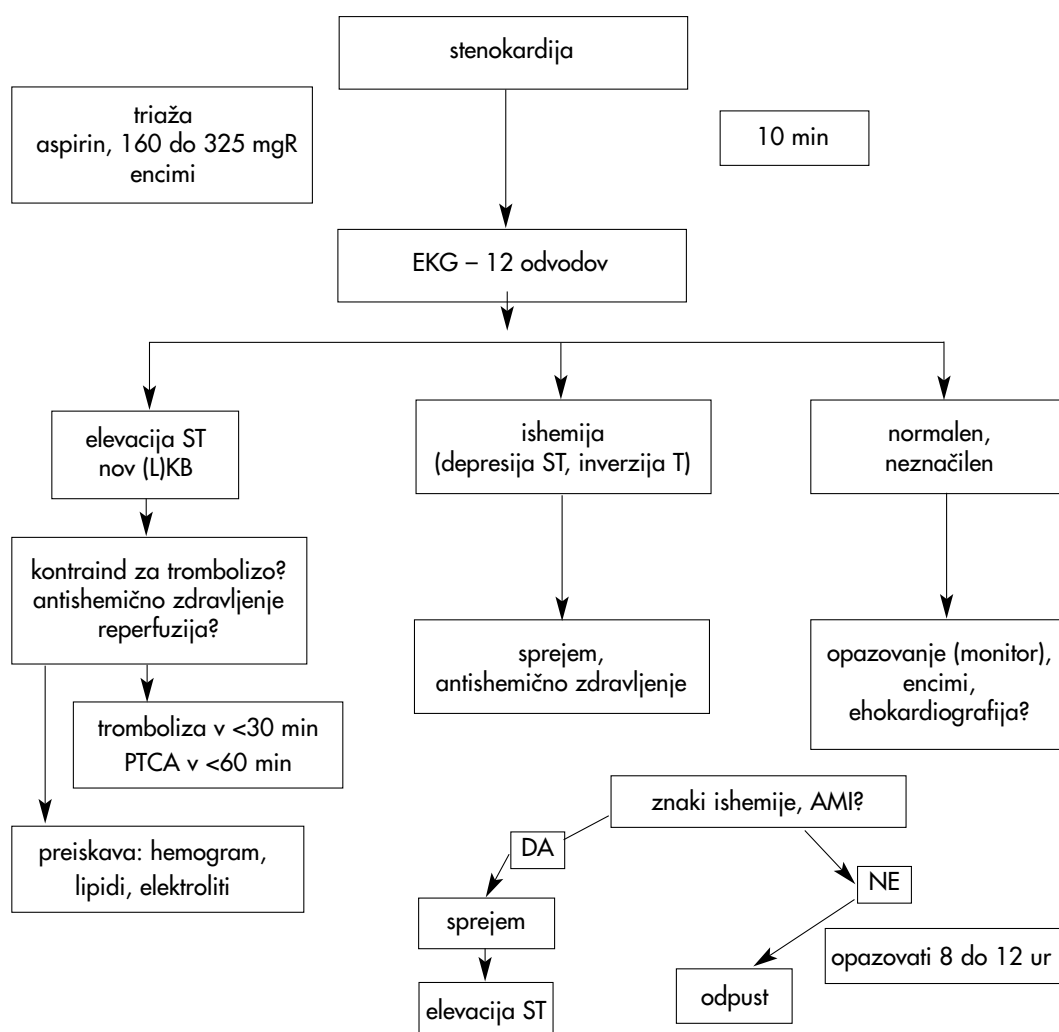 stenokardija
triaža
aspirin, 160 do 325 mgR
encimi
10 min
EKG – 12 odvodov
elevacija ST
nov (L)KB
ishemija
(depresija ST, inverzija T)
normalen,
neznačilen
kontraind za trombolizo?
antishemično zdravljenje
reperfuzija?
sprejem,
antishemično zdravljenje
opazovanje (monitor),
encimi,
ehokardiografija?
tromboliza v <30 min
PTCA v <60 min
preiskava: hemogram,
lipidi, elektroliti
znaki ishemije, AMI?
DA
NE
sprejem
opazovati 8 do 12 ur
elevacija ST
odpust